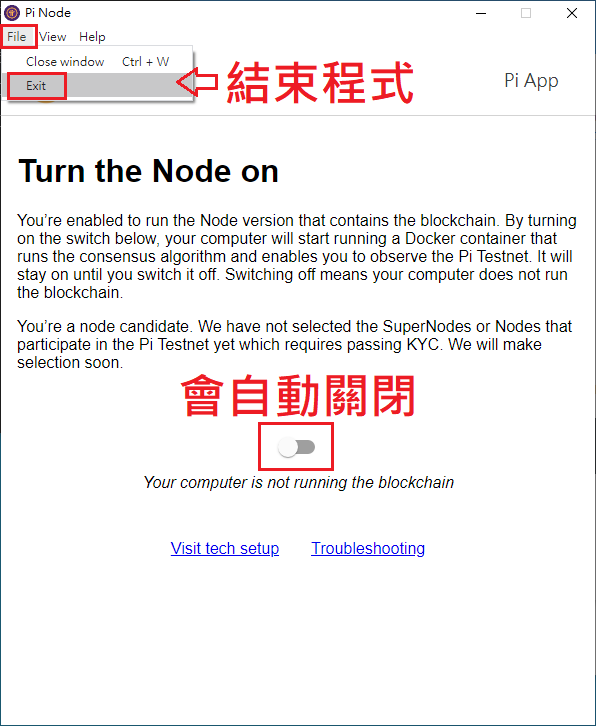 Pi Node
File View Help
Close window Ctrl + W
Exit
結束程式
Pi App
Turn the Node on
You're enabled to run the Node version that contains the blockchain. By turning
on the switch below, your computer will start running a Docker container that
runs the consensus algorithm and enables you to observe the Pi Testnet. It will
stay on until you switch it off. Switching off means your computer does not run
the blockchain.
You're a node candidate. We have not selected the SuperNodes or Nodes that
participate in the Pi Testnet yet which requires passing KYC. We will make
selection soon.
會自動關閉
Your computer is not running the blockchain
Visit tech setup Troubleshooting